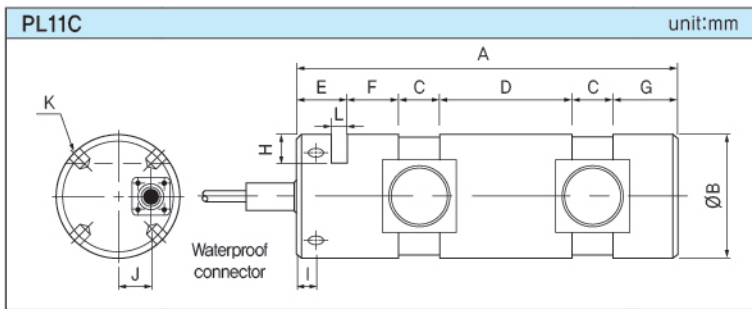 PL11C unit:mm
A
E F C D C G
K
L
H
ØB
Waterproof
connector
I
J